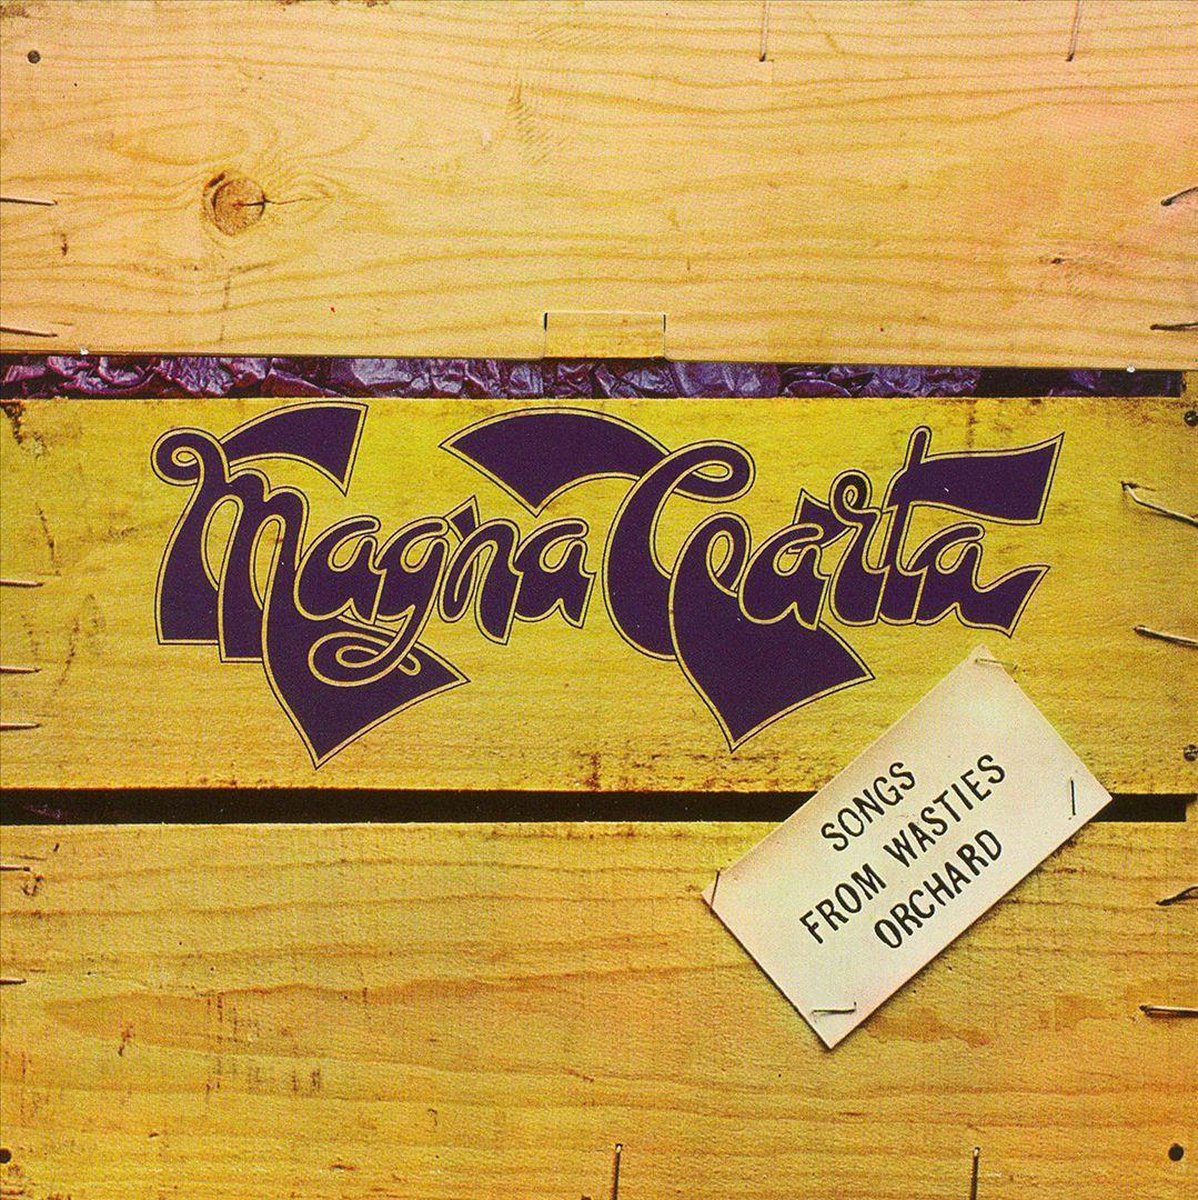 Magna Carta
SONGS
FROM WASTIES
ORCHARD